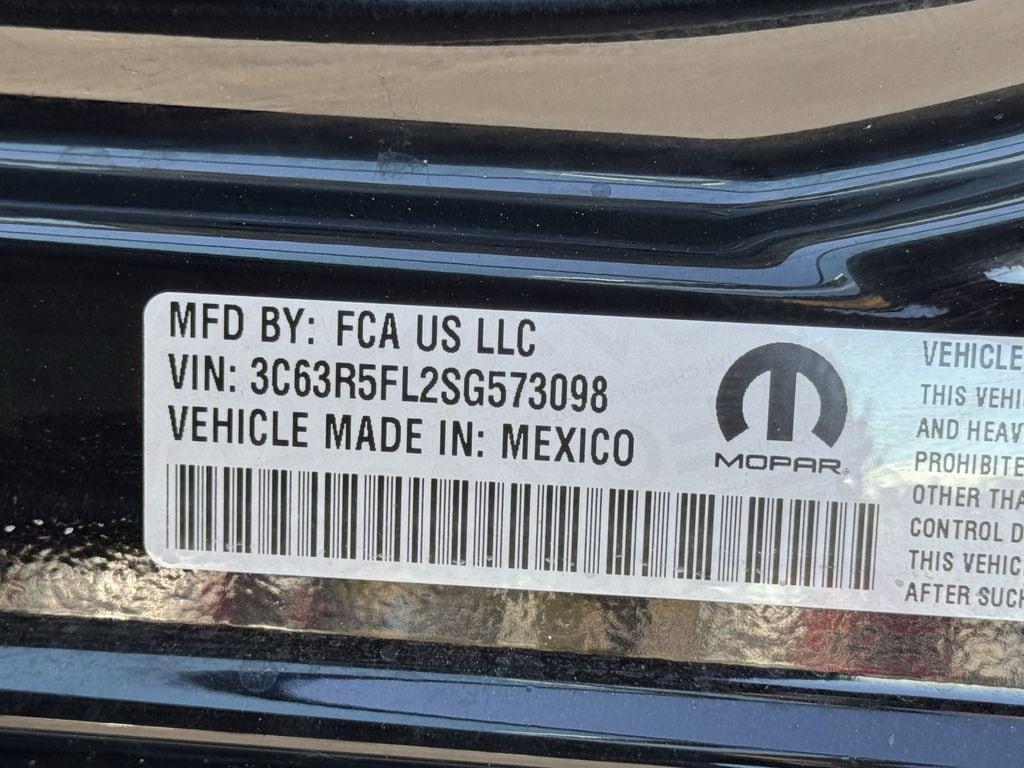 MFD BY: FCA US LLC
VIN: 3C63R5FL2SG573098
VEHICLE MADE IN: MEXICO
MOPAR
VEHICLE
THIS VEHI
AND HEAV
PROHIBITE
OTHER THA
CONTROL D
THIS VEHIC
AFTER SUCH